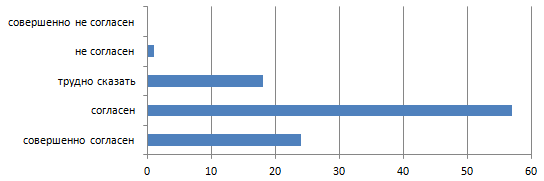 совершенно не согласен
не согласен
трудно сказать
согласен
совершенно согласен
0 10 20 30 40 50 60